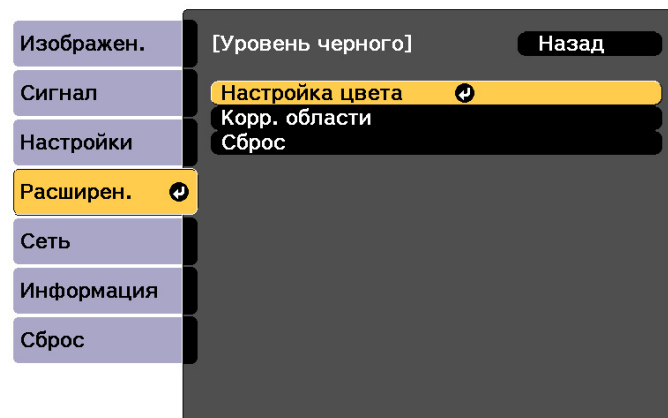 Изображен.
Сигнал
Настройки
Расширен.
Сеть
Информация
Сброс
[Уровень черного]
Назад
Настройка цвета
Корр. области
Сброс